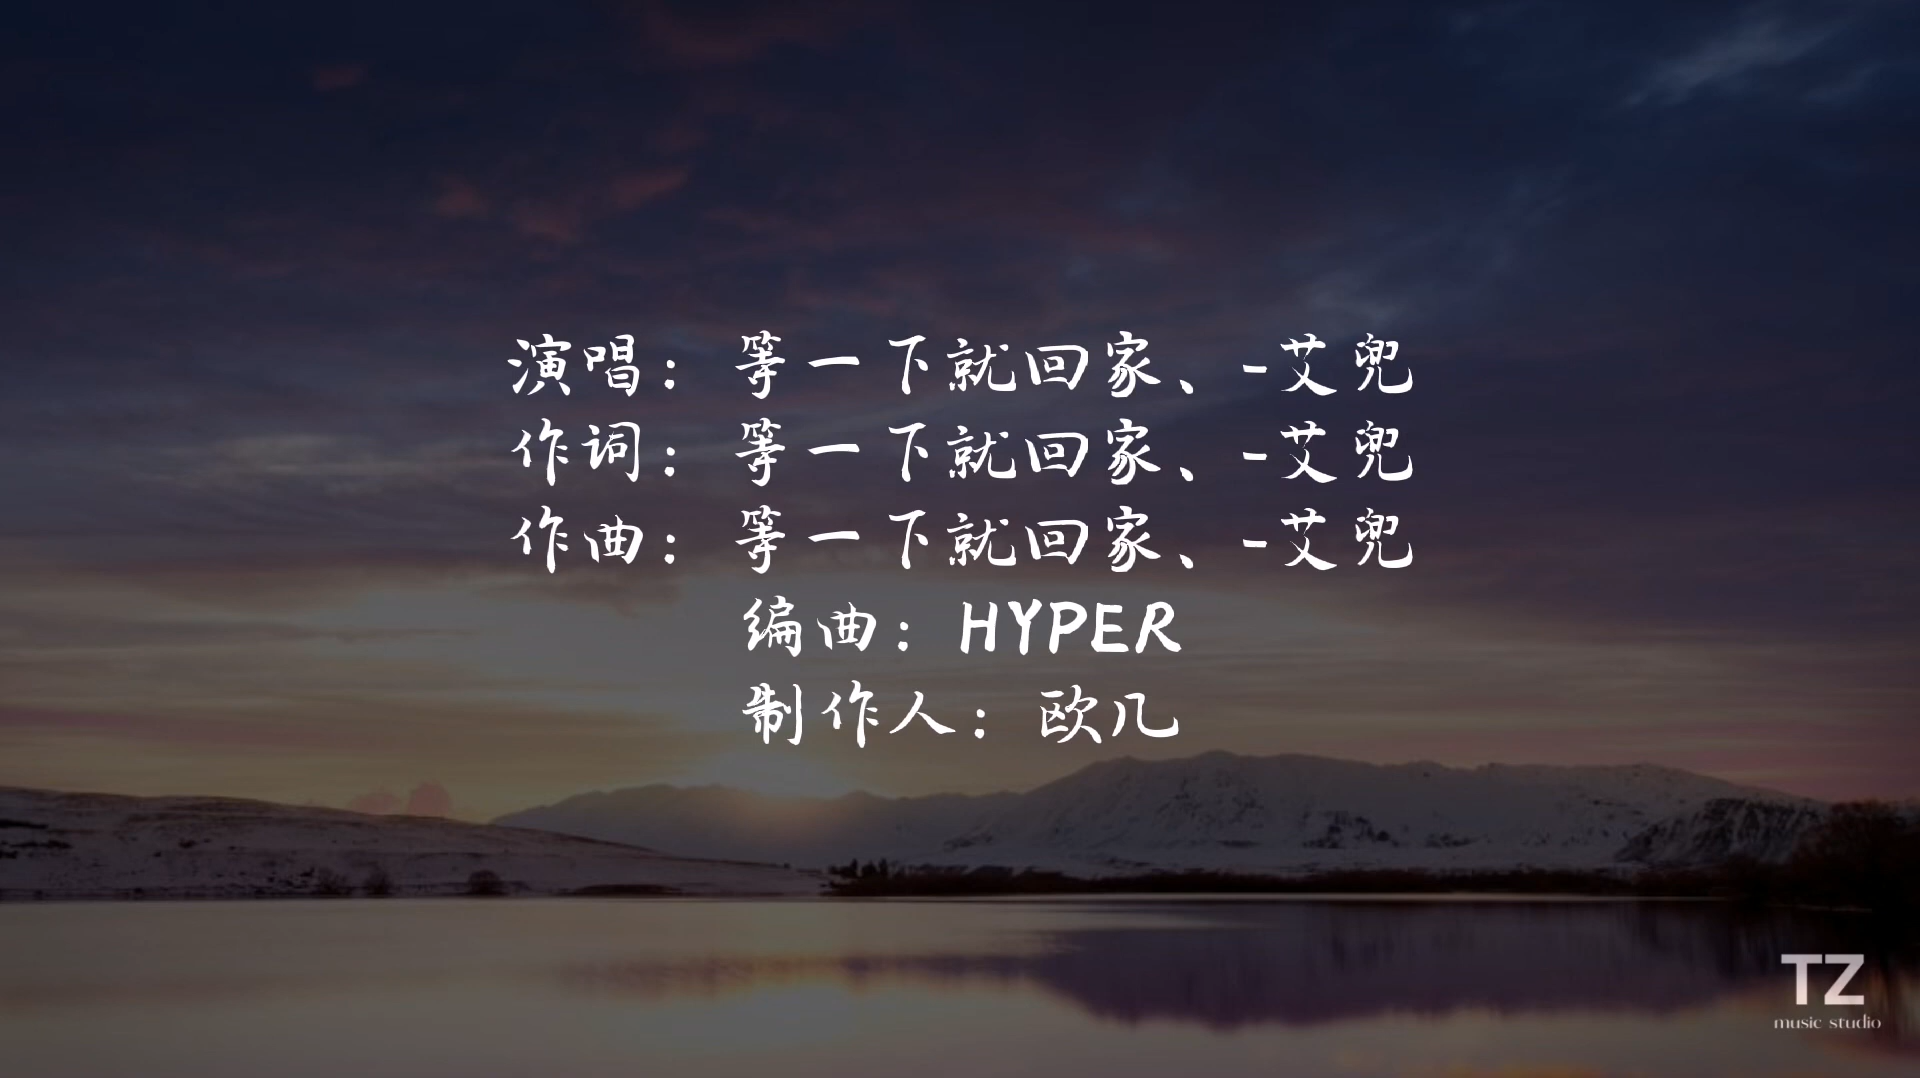 演唱：等一下就回家、-艾兜
作词：等一下就回家、-艾兜
作曲：等一下就回家、-艾兜
编曲：HYPER
制作人：欧几
TZ
music studio